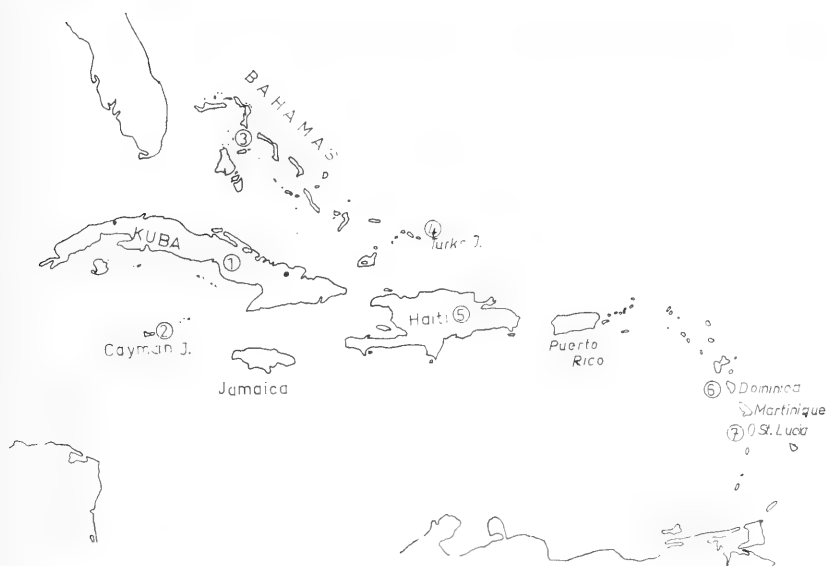 BAHAMAS
③
④
Turks J.
KUBA
①
②
Cayman J.
Haiti ⑤
Jamaica
Puerto
Rico
⑥ Dominica
Martinique
⑦ St. Lucia